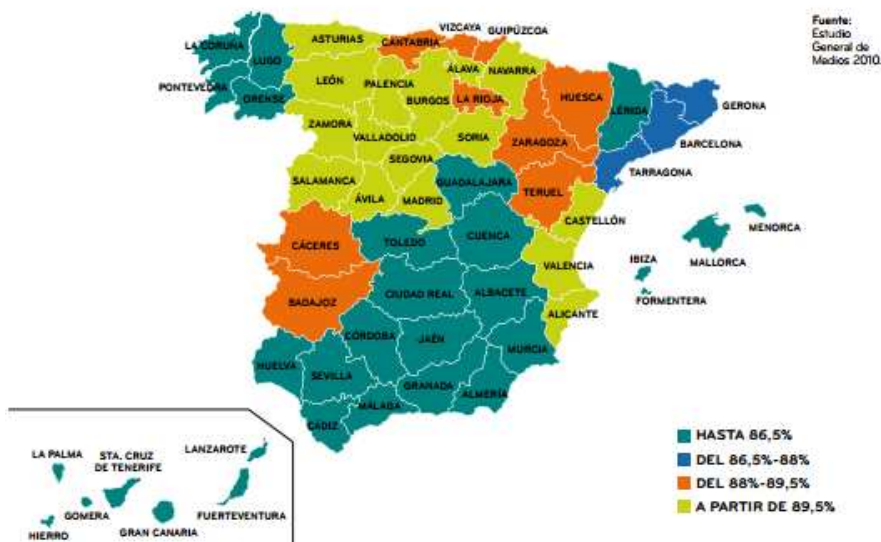 Fuente:
Estudio
General de
Medios 2010.
VIZCAYA
GUIPÚZCOA
ASTURIAS
CANTABRIA
LA CORUÑA
LUGO
ÁLAVA
NAVARRA
LEÓN
PALENCIA
PONTEVEDRA
ORENSE
BURGOS
LA RIOJA
HUESCA
LÉRIDA
GERONA
ZAMORA
VALLADOLID
SORIA
ZARAGOZA
BARCELONA
SEGOVIA
TARRAGONA
SALAMANCA
ÁVILA
MADRID
GUADALAJARA
TERUEL
CASTELLÓN
MENORCA
CÁCERES
TOLEDO
CUENCA
VALENCIA
IBIZA
MALLORCA
BADAJOZ
CIUDAD REAL
ALBACETE
FORMENTERA
ALICANTE
CÓRDOBA
JAÉN
MURCIA
HUELVA
SEVILLA
GRANADA
ALMERÍA
MÁLAGA
CÁDIZ
LA PALMA
STA. CRUZ
DE TENERIFE
LANZAROTE
GOMERA
FUERTEVENTURA
HIERRO
GRAN CANARIA
HASTA 86,5%
DEL 86,5%-88%
DEL 88%-89,5%
A PARTIR DE 89,5%